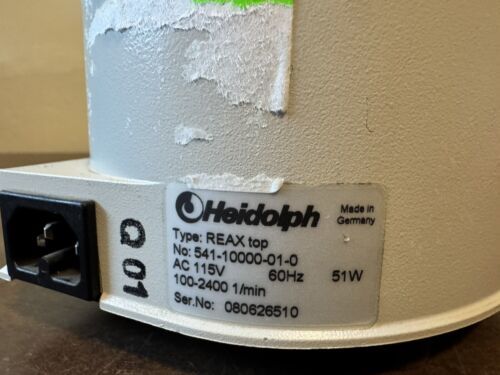 Heidolph
Made in
Germany
Type: REAX top
No: 541-10000-01-0
AC 115V 60Hz 51W
100-2400 1/min
Ser.No: 080626510
Q 01